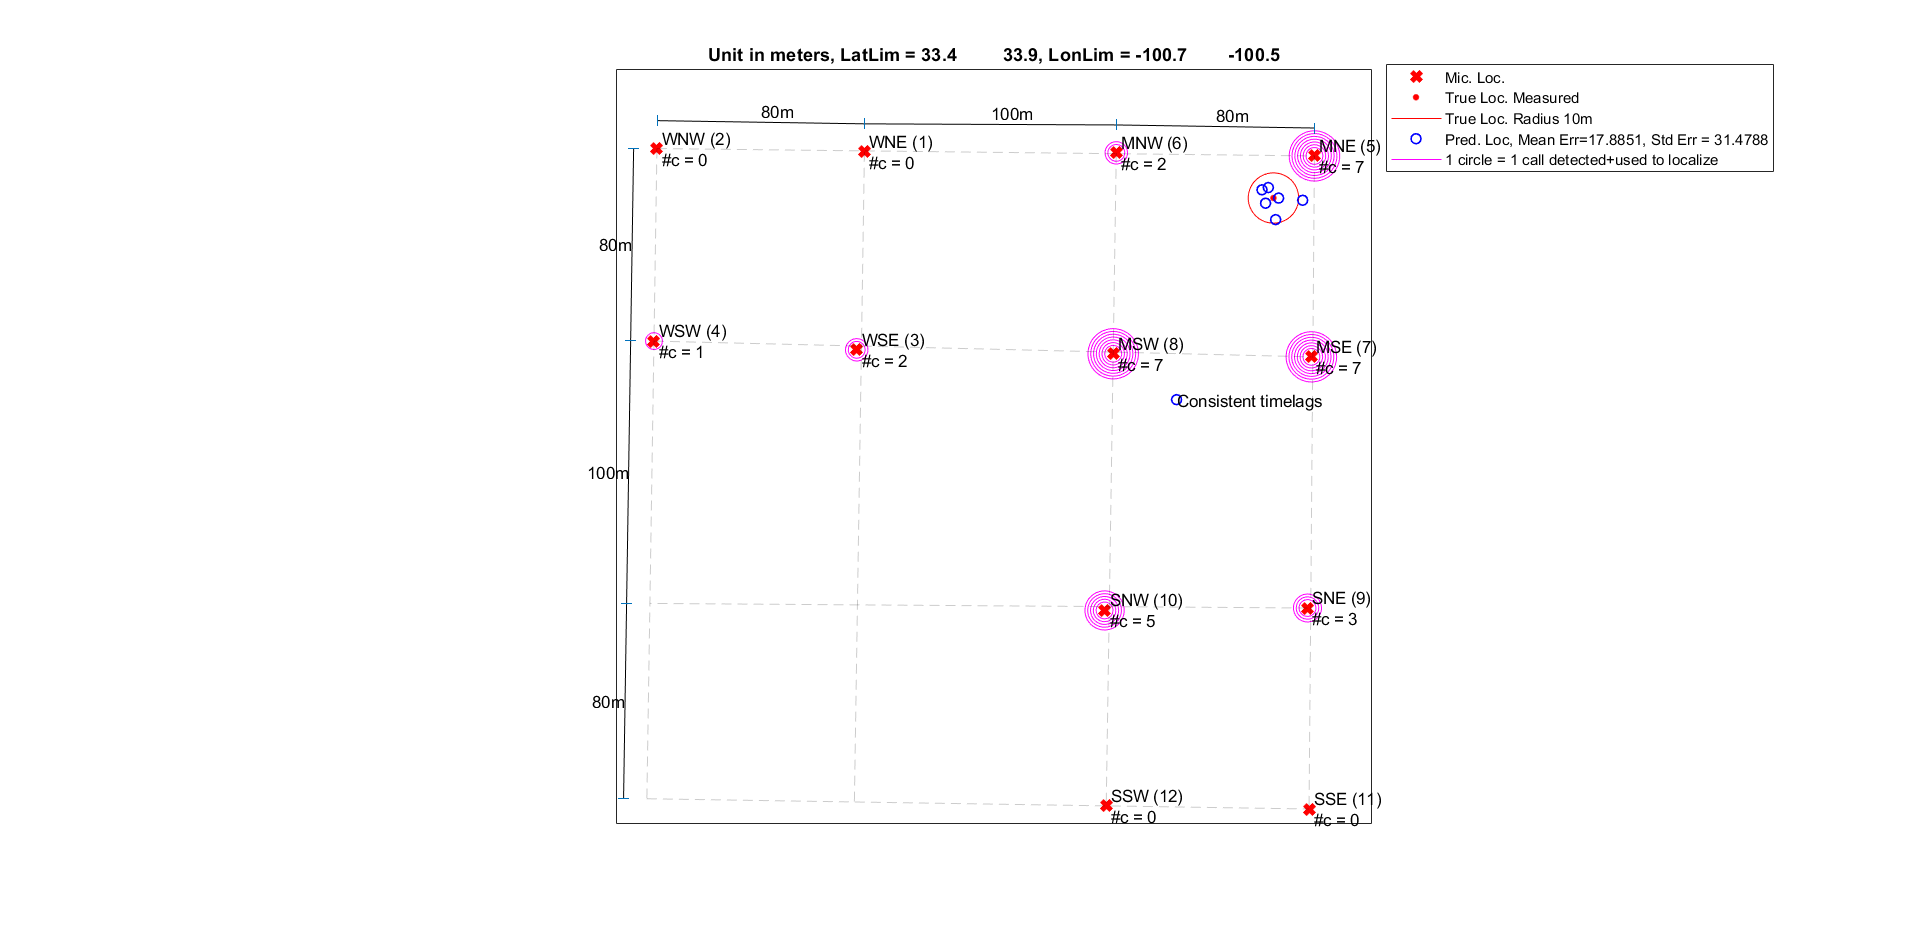 Unit in meters, LatLim = 33.4 33.9, LonLim = -100.7 -100.5
Mic. Loc.
True Loc. Measured
True Loc. Radius 10m
Pred. Loc, Mean Err=17.8851, Std Err = 31.4788
1 circle = 1 call detected+used to localize
80m
100m
80m
WNW (2)
#c = 0
WNE (1)
#c = 0
MNW (6)
#c = 2
MNE (5)
#c = 7
80m
WSW (4)
#c = 1
WSE (3)
#c = 2
MSW (8)
#c = 7
MSE (7)
#c = 7
Consistent timelags
100m
SNW (10)
#c = 5
SNE (9)
#c = 3
80m
SSW (12)
#c = 0
SSE (11)
#c = 0